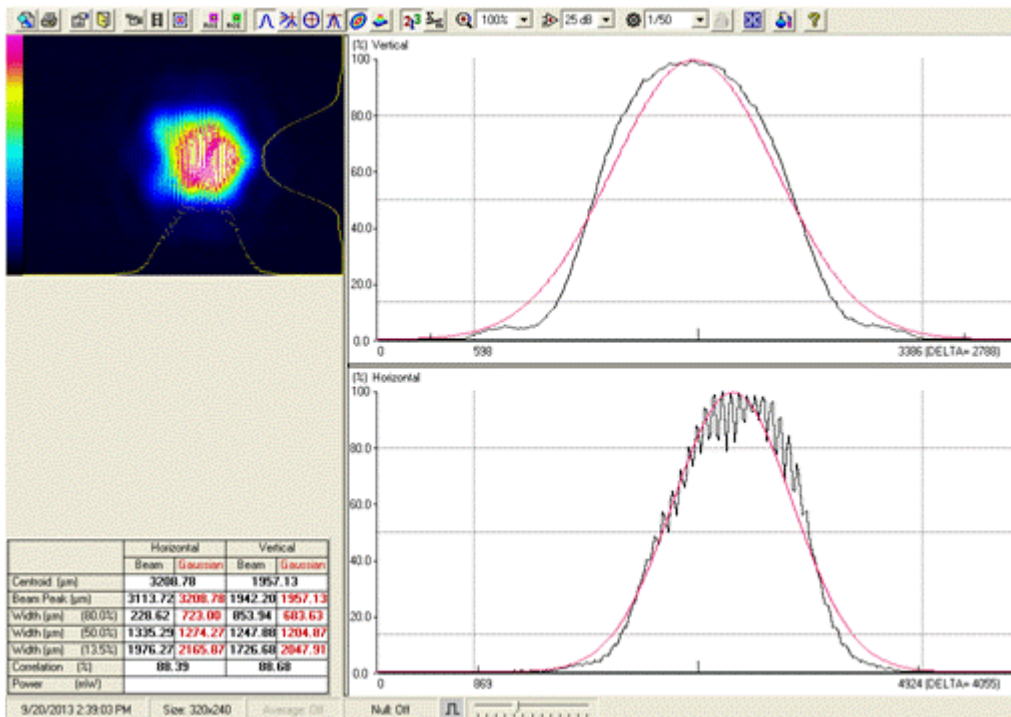 100% 25 dB 1/50
(%) Vertical
100
80.0
60.0
40.0
20.0
0.0
0 598 3386 (DELTA= 2788)
(%) Horizontal
100
80.0
60.0
40.0
20.0
0.0
0 869 4924 (DELTA= 4055)
Horizontal Vertical
Beam Gaussian Beam Gaussian
Centroid (µm) 3208.78 1957.13
Beam Peak (µm) 3113.72 3208.78 1942.20 1957.13
Width (µm) (80.0%) 228.62 723.00 853.94 683.63
Width (µm) (50.0%) 1335.29 1274.27 1247.88 1204.87
Width (µm) (13.5%) 1976.27 2165.87 1726.68 2047.91
Correlation (%) 88.39 88.68
Power (mW)
9/20/2013 2:39:03 PM Size: 320x240 Average: Off Null: Off